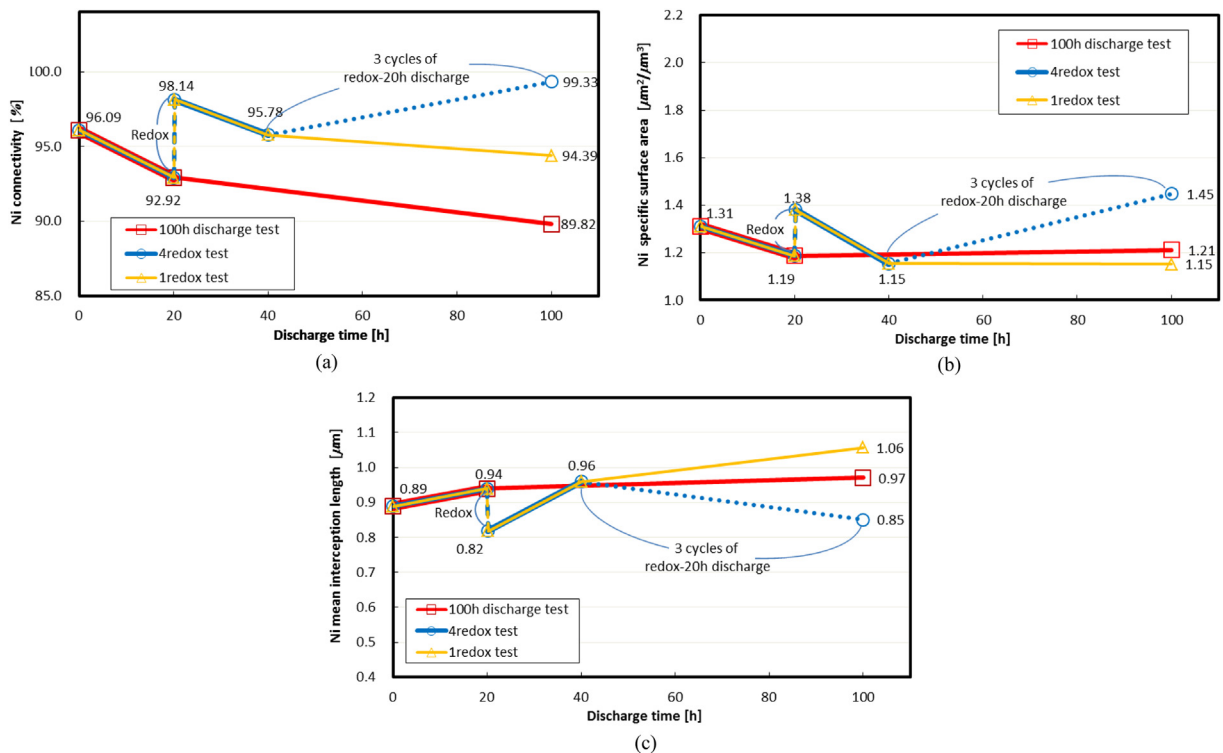 Ni connectivity [%]
100.0
95.0
90.0
85.0
96.09
98.14
95.78
3 cycles of
redox-20h discharge
99.33
Redox
94.39
92.92
89.82
100h discharge test
4redox test
1redox test
0 20 40 60 80 100
Discharge time [h]
(a)
Ni specific surface area [μm²/μm³]
2.2
2.0
1.8
1.6
1.4
1.2
1.0
100h discharge test
4redox test
1redox test
3 cycles of
redox-20h discharge
1.31
1.38
1.45
Redox
1.19
1.15
1.21
1.15
0 20 40 60 80 100
Discharge time [h]
(b)
Ni mean interception length [μm]
1.2
1.1
1.0
0.9
0.8
0.7
0.6
0.5
0.4
0.89
0.94
0.96
1.06
0.97
Redox
0.85
0.82
3 cycles of
redox-20h discharge
100h discharge test
4redox test
1redox test
0 20 40 60 80 100
Discharge time [h]
(c)